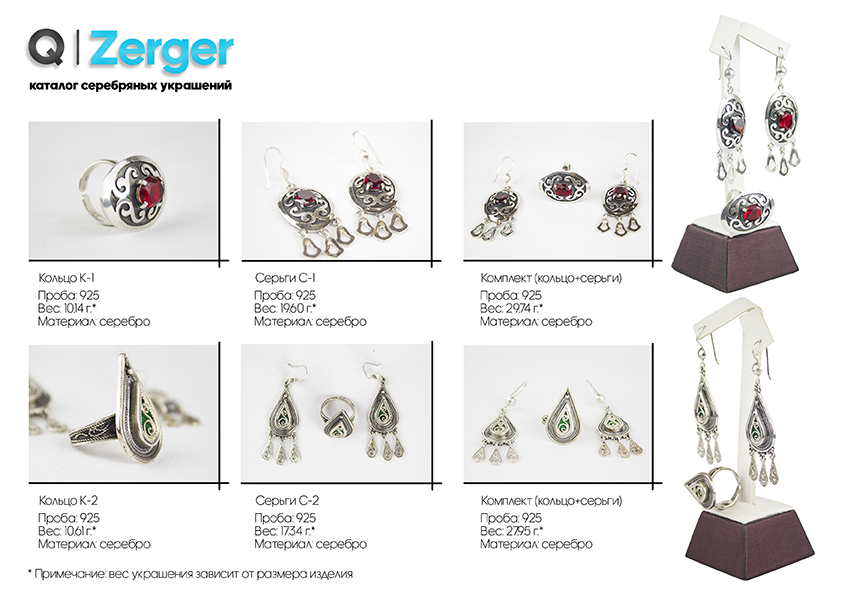 Q | Zerger
каталог серебряных украшений
Кольцо К-1
Проба: 925
Вес: 10.14 г.*
Материал: серебро
Серьги С-1
Проба: 925
Вес: 19.60 г.*
Материал: серебро
Комплект (кольцо+серьги)
Проба: 925
Вес: 29.74 г.*
Материал: серебро
Кольцо К-2
Проба: 925
Вес: 10.61 г.*
Материал: серебро
Серьги С-2
Проба: 925
Вес: 17.34 г.*
Материал: серебро
Комплект (кольцо+серьги)
Проба: 925
Вес: 27.95 г.*
Материал: серебро
* Примечание: вес украшения зависит от размера изделия